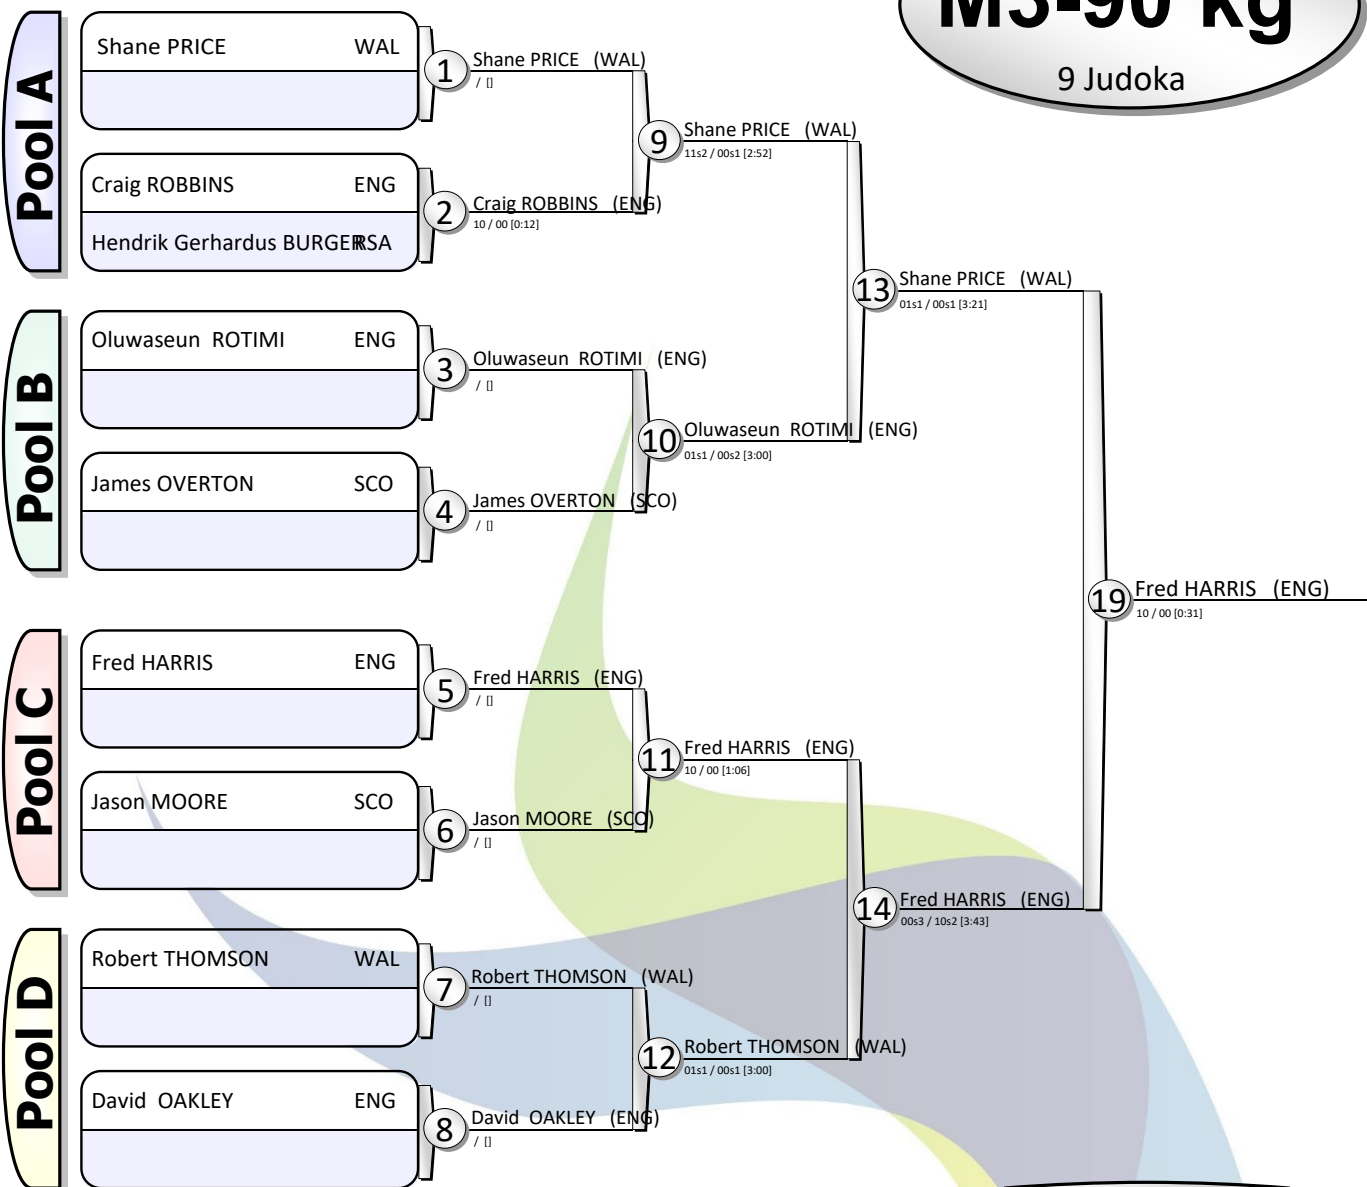 M3-90 kg
9 Judoka
Pool A
Shane PRICE WAL
1
Shane PRICE (WAL)
/ []
Craig ROBBINS ENG
Hendrik Gerhardus BURGER RSA
2
Craig ROBBINS (ENG)
10 / 00 [0:12]
9
Shane PRICE (WAL)
11s2 / 00s1 [2:52]
Pool B
Oluwaseun ROTIMI ENG
3
Oluwaseun ROTIMI (ENG)
/ []
James OVERTON SCO
4
James OVERTON (SCO)
/ []
10
Oluwaseun ROTIMI (ENG)
01s1 / 00s2 [3:00]
13
Shane PRICE (WAL)
01s1 / 00s1 [3:21]
Pool C
Fred HARRIS ENG
5
Fred HARRIS (ENG)
/ []
Jason MOORE SCO
6
Jason MOORE (SCO)
/ []
11
Fred HARRIS (ENG)
10 / 00 [1:06]
Pool D
Robert THOMSON WAL
7
Robert THOMSON (WAL)
/ []
David OAKLEY ENG
8
David OAKLEY (ENG)
/ []
12
Robert THOMSON (WAL)
01s1 / 00s1 [3:00]
14
Fred HARRIS (ENG)
00s3 / 10s2 [3:43]
19
Fred HARRIS (ENG)
10 / 00 [0:31]